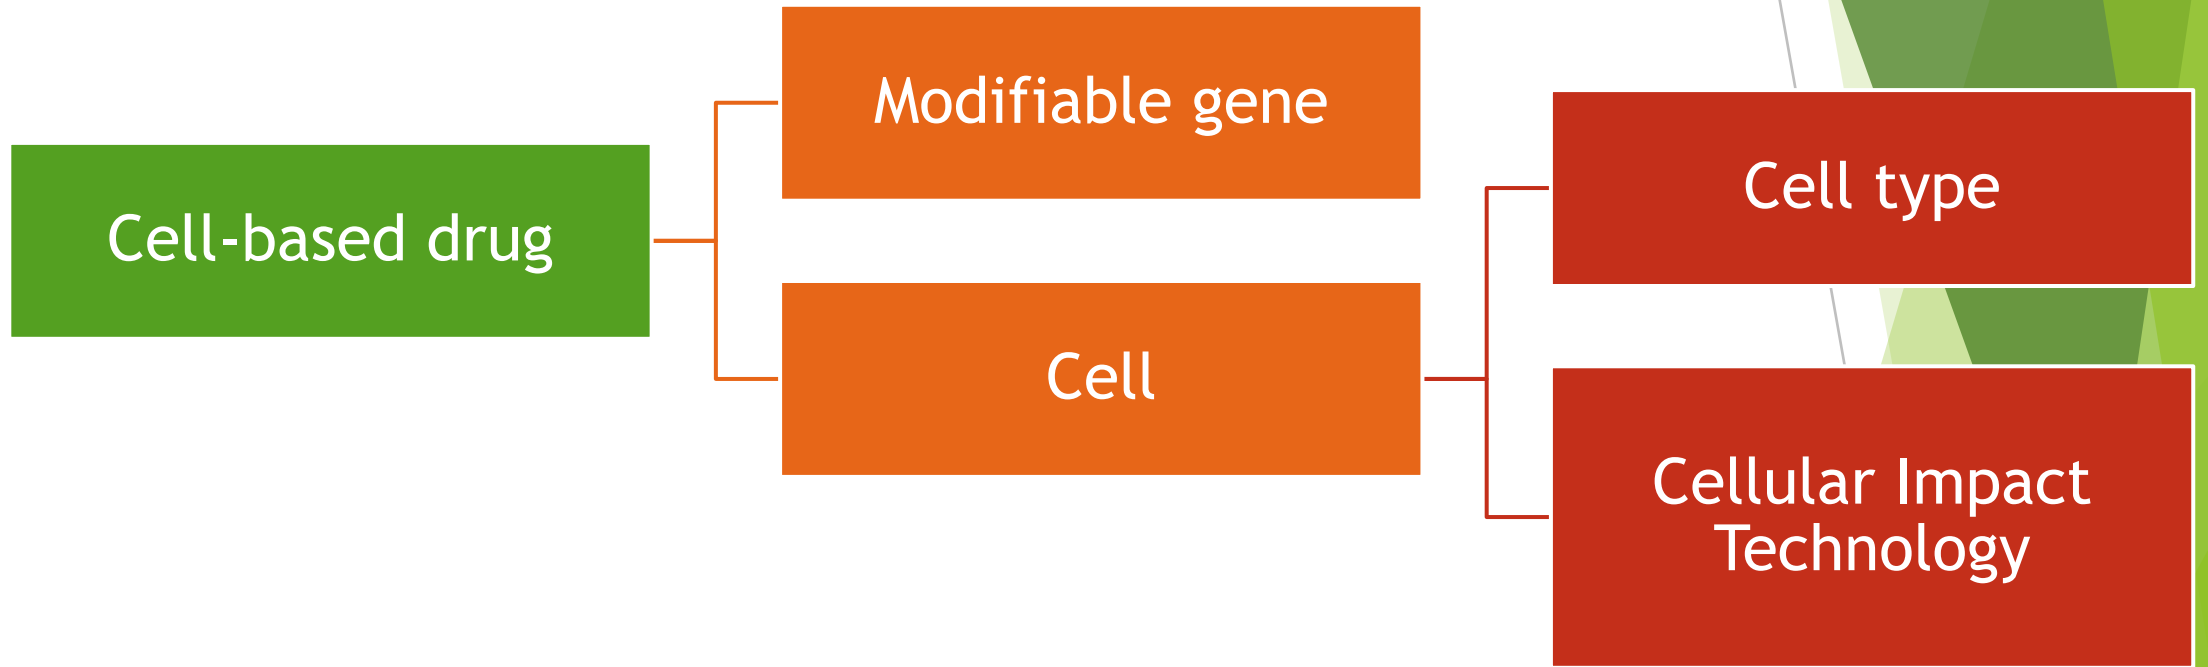 Cell-based drug
Modifiable gene
Cell
Cell type
Cellular Impact
Technology